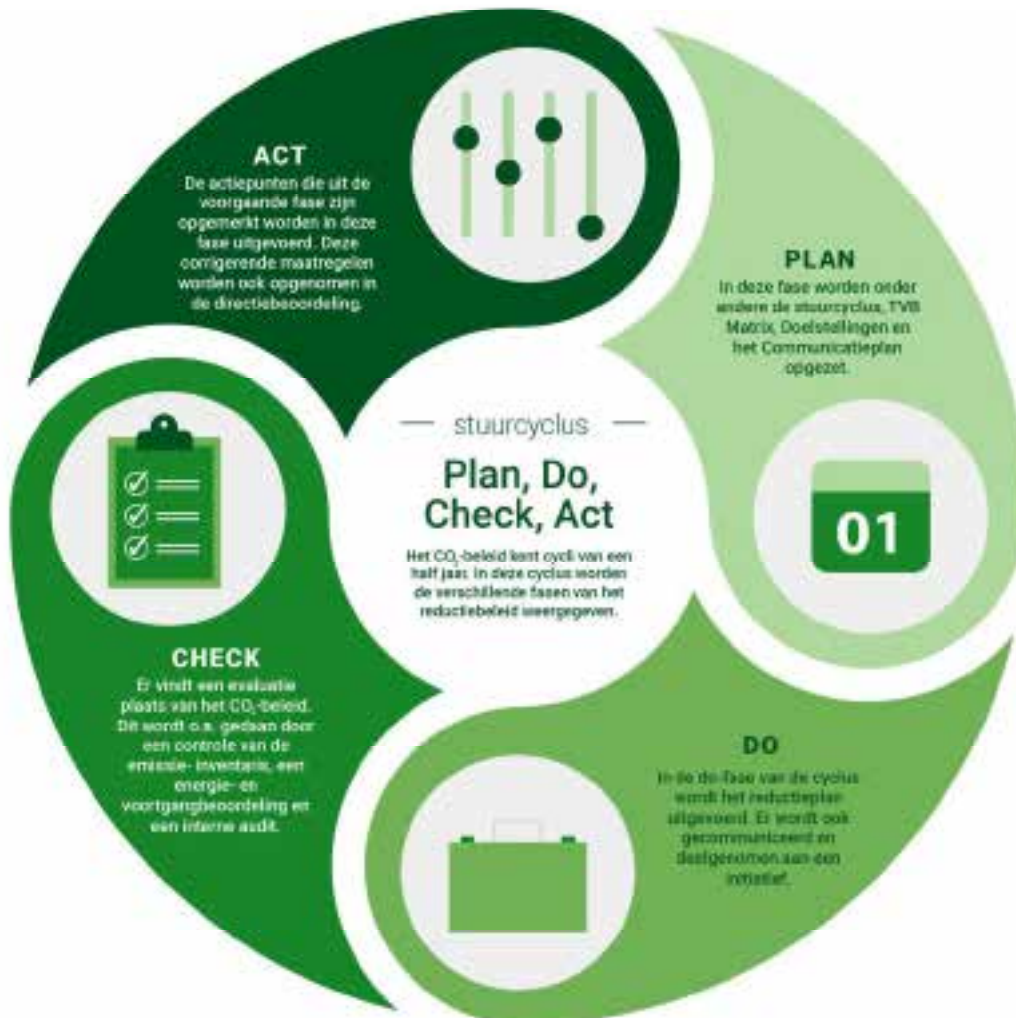 stuurcyclus
Plan, Do,
Check, Act
Het CO₂-beleid kent cycli van een
half jaar. In deze cyclus worden
de verschillende fasen van het
reductiebeleid weergegeven.
PLAN
In deze fase worden onder
andere de stuurcyclus, TVB
Matrix, Doelstellingen en
het Communicatieplan
opgezet.
01
DO
In de do-fase van de cyclus
wordt het reductieplan
uitgevoerd. Er wordt ook
gecommuniceerd en
deelgenomen aan een
initiatief.
CHECK
Er vindt een evaluatie
plaats van het CO₂-beleid.
Dit wordt o.a. gedaan door
een controle van de
emissie- inventaris, een
energie- en
voortgangbeoordeling en
een interne audit.
ACT
De actiepunten die uit de
voorgaande fase zijn
opgemerkt worden in deze
fase uitgevoerd. Deze
corrigerende maatregelen
worden ook opgenomen in
de directiebeoordeling.